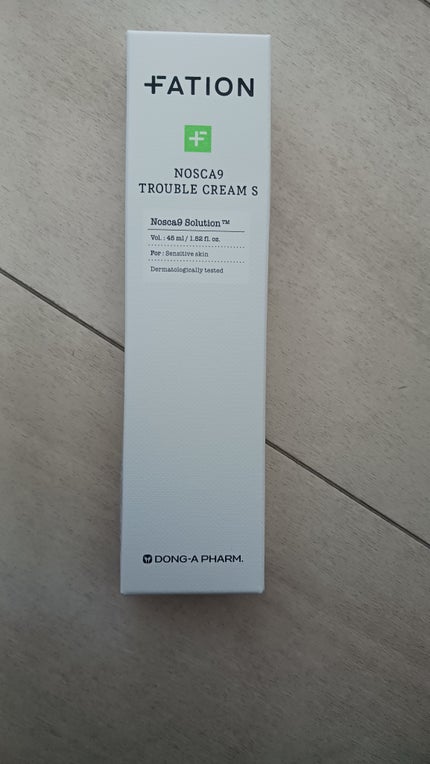 FATION
NOSCA9
TROUBLE CREAM S
Nosca9 Solution™
Vol. : 45 ml / 1.52 fl. oz.
For : Sensitive skin
Dermatologically tested
DONG-A PHARM.